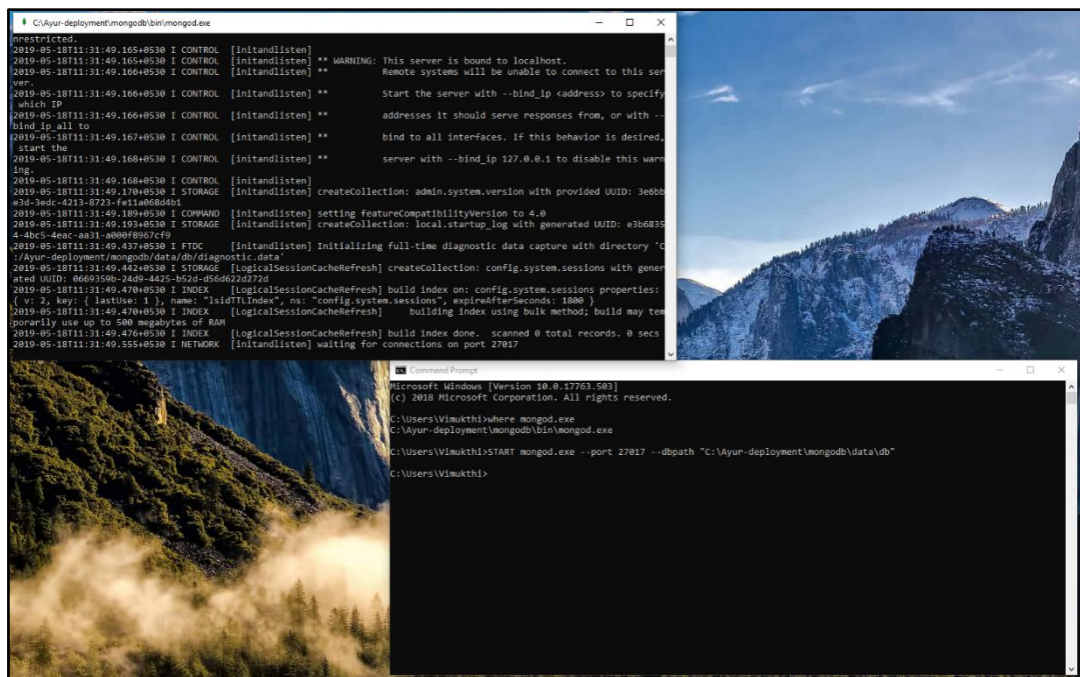 C:\Ayur-deployment\mongodb\bin\mongod.exe
nrestricted.
2019-05-18T11:31:49.165+0530 I CONTROL  [initandlisten]
2019-05-18T11:31:49.165+0530 I CONTROL  [initandlisten] ** WARNING: This server is bound to localhost.
2019-05-18T11:31:49.166+0530 I CONTROL  [initandlisten] **          Remote systems will be unable to connect to this ser
ver.
2019-05-18T11:31:49.166+0530 I CONTROL  [initandlisten] **          Start the server with --bind_ip <address> to specify
 which IP
2019-05-18T11:31:49.166+0530 I CONTROL  [initandlisten] **          addresses it should serve responses from, or with --
bind_ip_all to
2019-05-18T11:31:49.167+0530 I CONTROL  [initandlisten] **          bind to all interfaces. If this behavior is desired,
 start the
2019-05-18T11:31:49.168+0530 I CONTROL  [initandlisten] **          server with --bind_ip 127.0.0.1 to disable this warn
ing.
2019-05-18T11:31:49.168+0530 I CONTROL  [initandlisten]
2019-05-18T11:31:49.170+0530 I STORAGE  [initandlisten] createCollection: admin.system.version with provided UUID: 3e6bb
e3d-3edc-4213-8723-fe11a068d4b1
2019-05-18T11:31:49.189+0530 I COMMAND  [initandlisten] setting featureCompatibilityVersion to 4.0
2019-05-18T11:31:49.193+0530 I STORAGE  [initandlisten] createCollection: local.startup_log with generated UUID: e3b6835
4-4bc5-4eac-aa31-a000f8967cf9
2019-05-18T11:31:49.437+0530 I FTDC     [initandlisten] Initializing full-time diagnostic data capture with directory 'C
:/Ayur-deployment/mongodb/data/db/diagnostic.data'
2019-05-18T11:31:49.442+0530 I STORAGE  [LogicalSessionCacheRefresh] createCollection: config.system.sessions with gener
ated UUID: 0669359b-24d9-4425-b52d-d56d622d272d
2019-05-18T11:31:49.470+0530 I INDEX    [LogicalSessionCacheRefresh] build index on: config.system.sessions properties:
{ v: 2, key: { lastUse: 1 }, name: "lsidTTLIndex", ns: "config.system.sessions", expireAfterSeconds: 1800 }
2019-05-18T11:31:49.470+0530 I INDEX    [LogicalSessionCacheRefresh]    building index using bulk method; build may tem
porarily use up to 500 megabytes of RAM
2019-05-18T11:31:49.476+0530 I INDEX    [LogicalSessionCacheRefresh] build index done.  scanned 0 total records. 0 secs
2019-05-18T11:31:49.555+0530 I NETWORK  [initandlisten] waiting for connections on port 27017
Command Prompt
Microsoft Windows [Version 10.0.17763.503]
(c) 2018 Microsoft Corporation. All rights reserved.
C:\Users\Vimukthi>where mongod.exe
C:\Ayur-deployment\mongodb\bin\mongod.exe
C:\Users\Vimukthi>START mongod.exe --port 27017 --dbpath "C:\Ayur-deployment\mongodb\data\db"
C:\Users\Vimukthi>